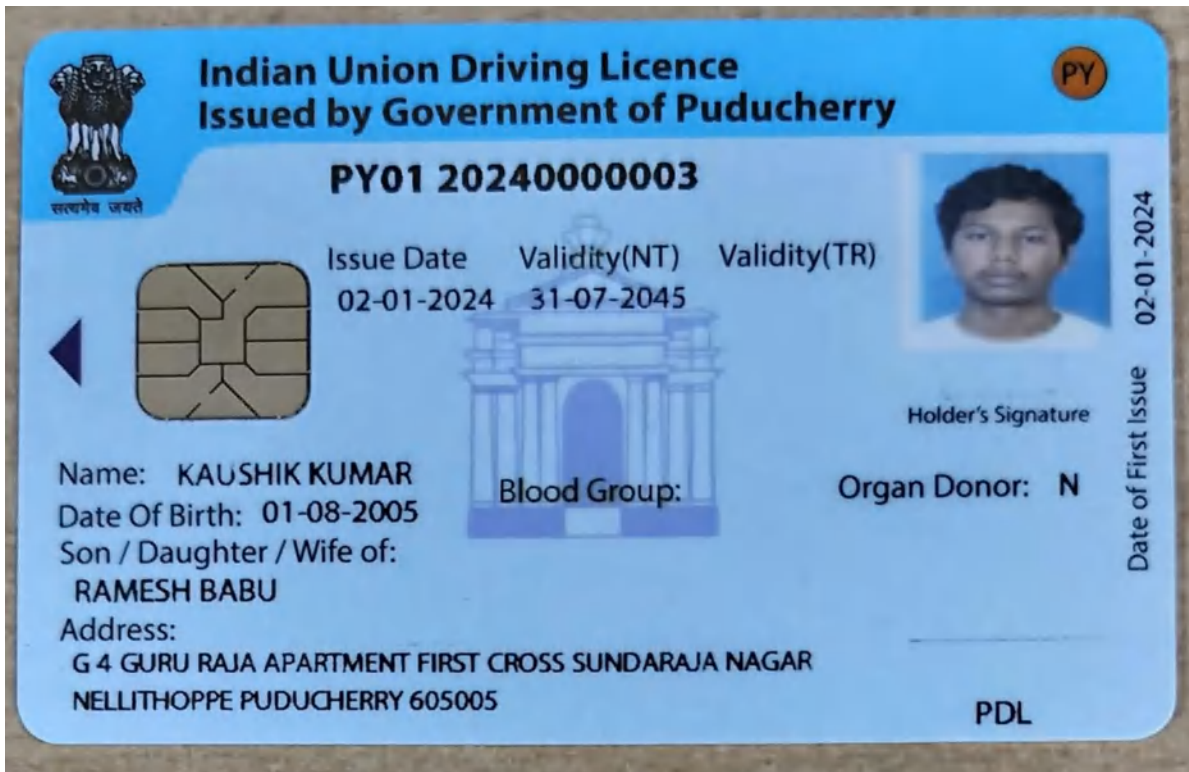 Indian Union Driving Licence
Issued by Government of Puducherry
PY
सत्यमेव जयते
PY01 20240000003
Issue Date Validity(NT) Validity(TR)
02-01-2024 31-07-2045
Date of First Issue 02-01-2024
Holder's Signature
Name: KAUSHIK KUMAR
Blood Group:
Organ Donor: N
Date Of Birth: 01-08-2005
Son / Daughter / Wife of:
RAMESH BABU
Address:
G 4 GURU RAJA APARTMENT FIRST CROSS SUNDARAJA NAGAR
NELLITHOPPE PUDUCHERRY 605005
PDL